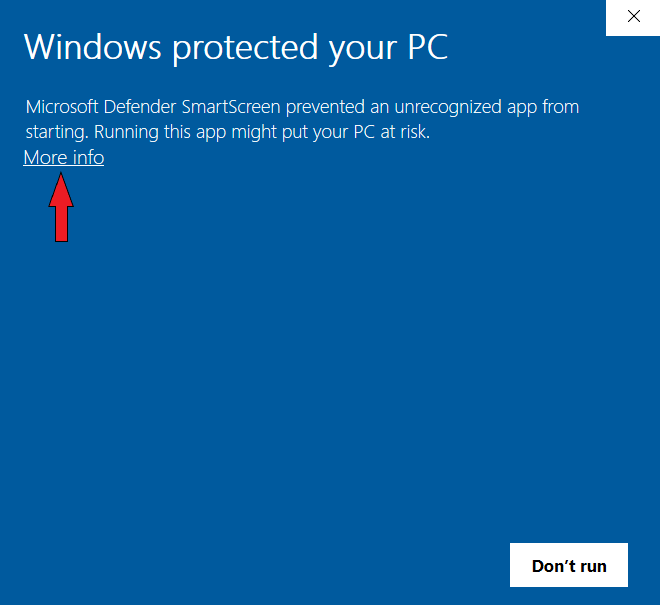 Windows protected your PC
Microsoft Defender SmartScreen prevented an unrecognized app from
starting. Running this app might put your PC at risk.
More info
Don’t run